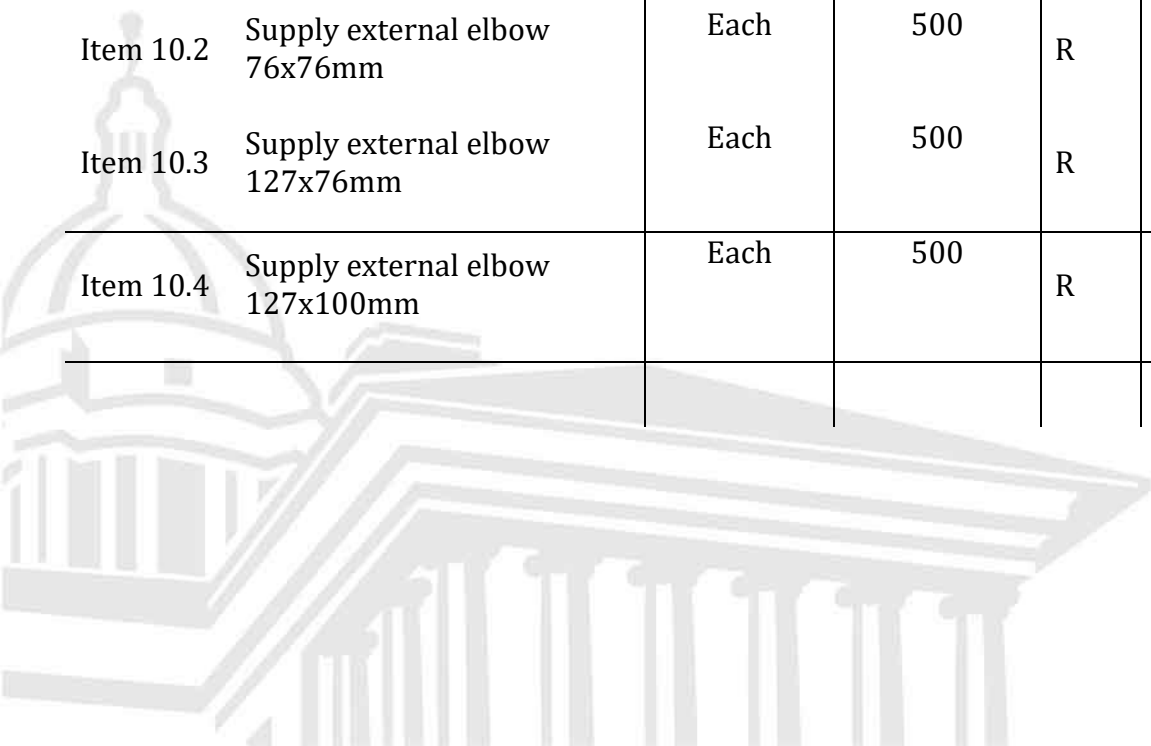 Item 10.2 Supply external elbow 76x76mm Each 500 R
Item 10.3 Supply external elbow 127x76mm Each 500 R
Item 10.4 Supply external elbow 127x100mm Each 500 R